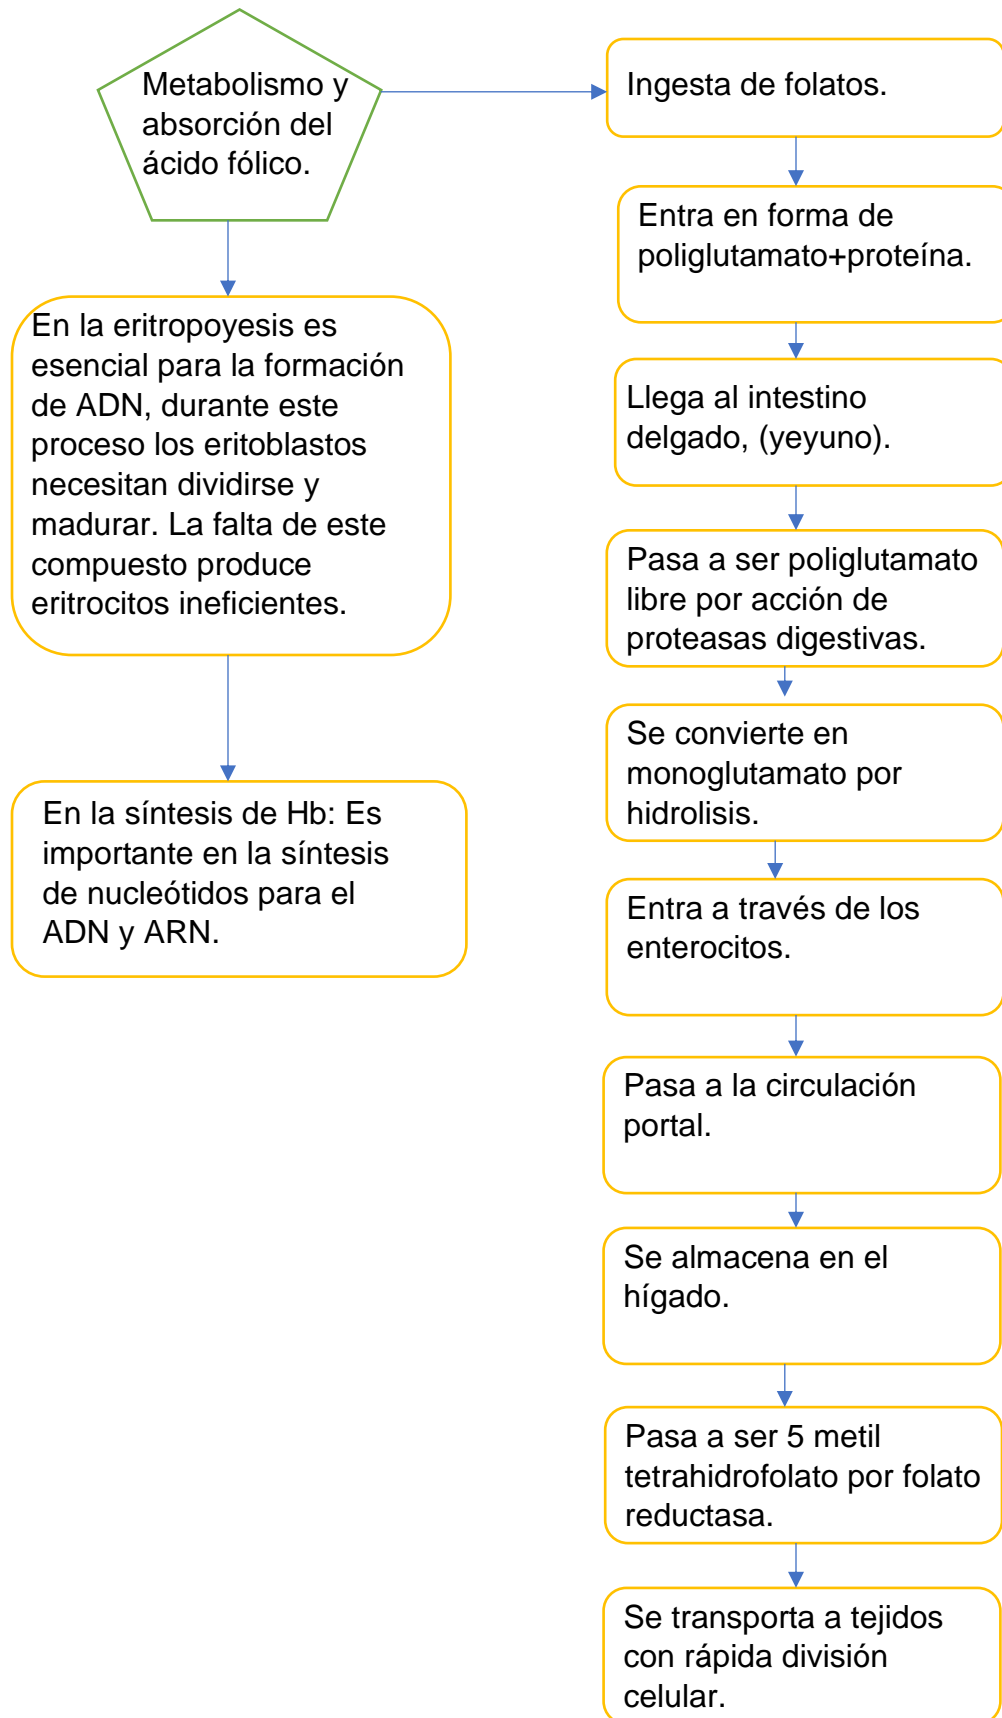 Metabolismo y
absorción del
ácido fólico.
En la eritropoyesis es
esencial para la formación
de ADN, durante este
proceso los eritoblastos
necesitan dividirse y
madurar. La falta de este
compuesto produce
eritrocitos ineficientes.
En la síntesis de Hb: Es
importante en la síntesis
de nucleótidos para el
ADN y ARN.
Ingesta de folatos.
Entra en forma de
poliglutamato+proteína.
Llega al intestino
delgado, (yeyuno).
Pasa a ser poliglutamato
libre por acción de
proteasas digestivas.
Se convierte en
monoglutamato por
hidrolisis.
Entra a través de los
enterocitos.
Pasa a la circulación
portal.
Se almacena en el
hígado.
Pasa a ser 5 metil
tetrahidrofolato por folato
reductasa.
Se transporta a tejidos
con rápida división
celular.